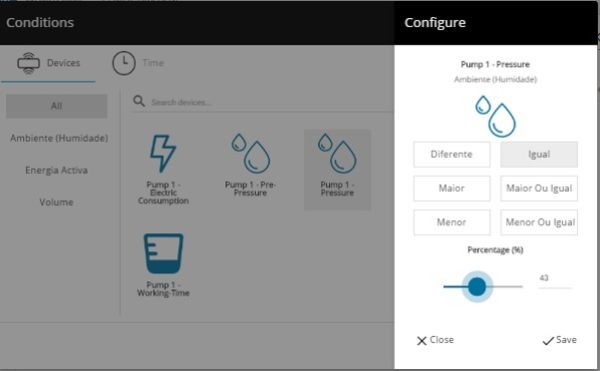 Conditions
Devices
Time
All
Ambiente (Humidade)
Energia Activa
Volume
Search devices...
Pump 1 -
Electric
Consumption
Pump 1 - Pre-
Pressure
Pump 1 -
Pressure
Pump 1 -
Working-Time
Configure
Pump 1 - Pressure
Ambiente (Humidade)
Diferente
Igual
Maior
Maior Ou Igual
Menor
Menor Ou Igual
Percentage (%)
43
Close
Save